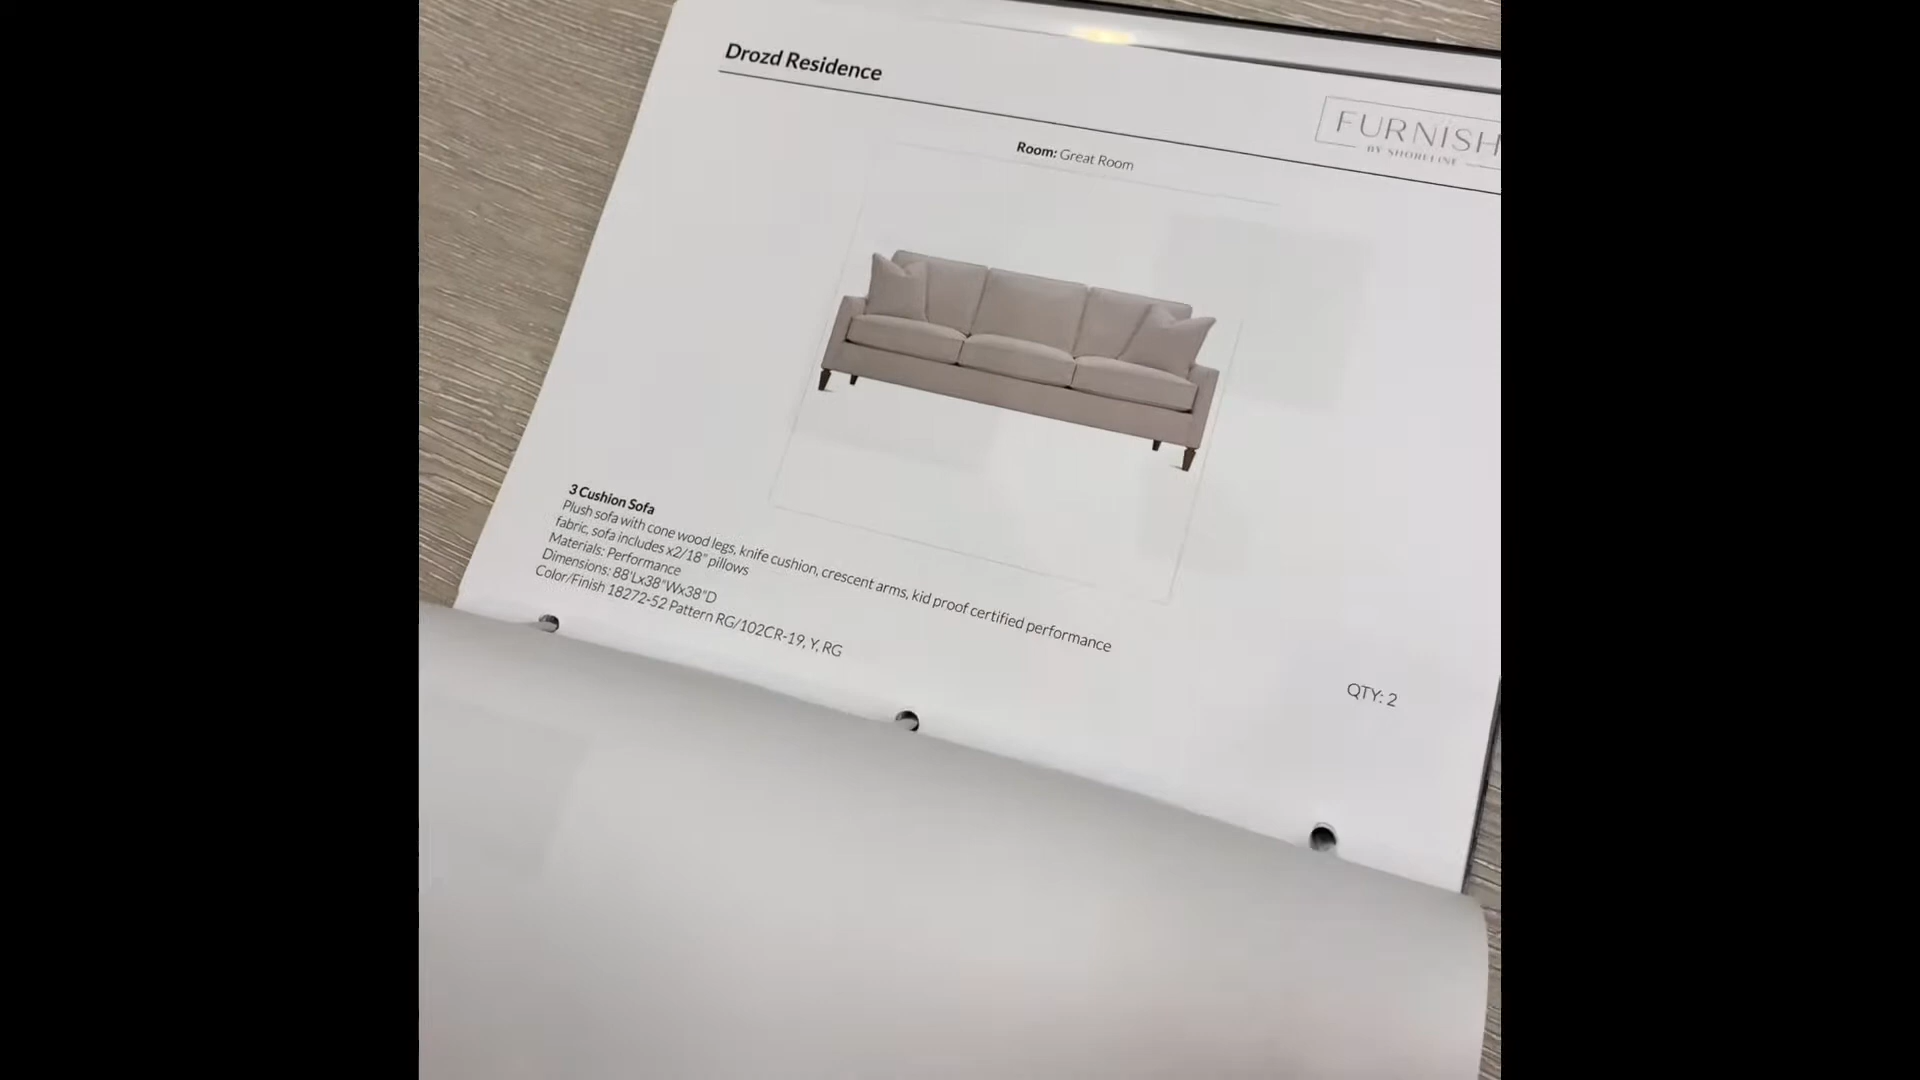 Drozd Residence
FURNISH
BY SHORELINE
Room: Great Room
3 Cushion Sofa
Plush sofa with cone wood legs, knife cushion, crescent arms, kid proof certified performance
fabric, sofa includes x2/18" pillows
Materials: Performance
Dimensions: 88'Lx38"Wx38"D
Color/Finish 18272-52 Pattern RG/102CR-19, Y, RG
QTY: 2